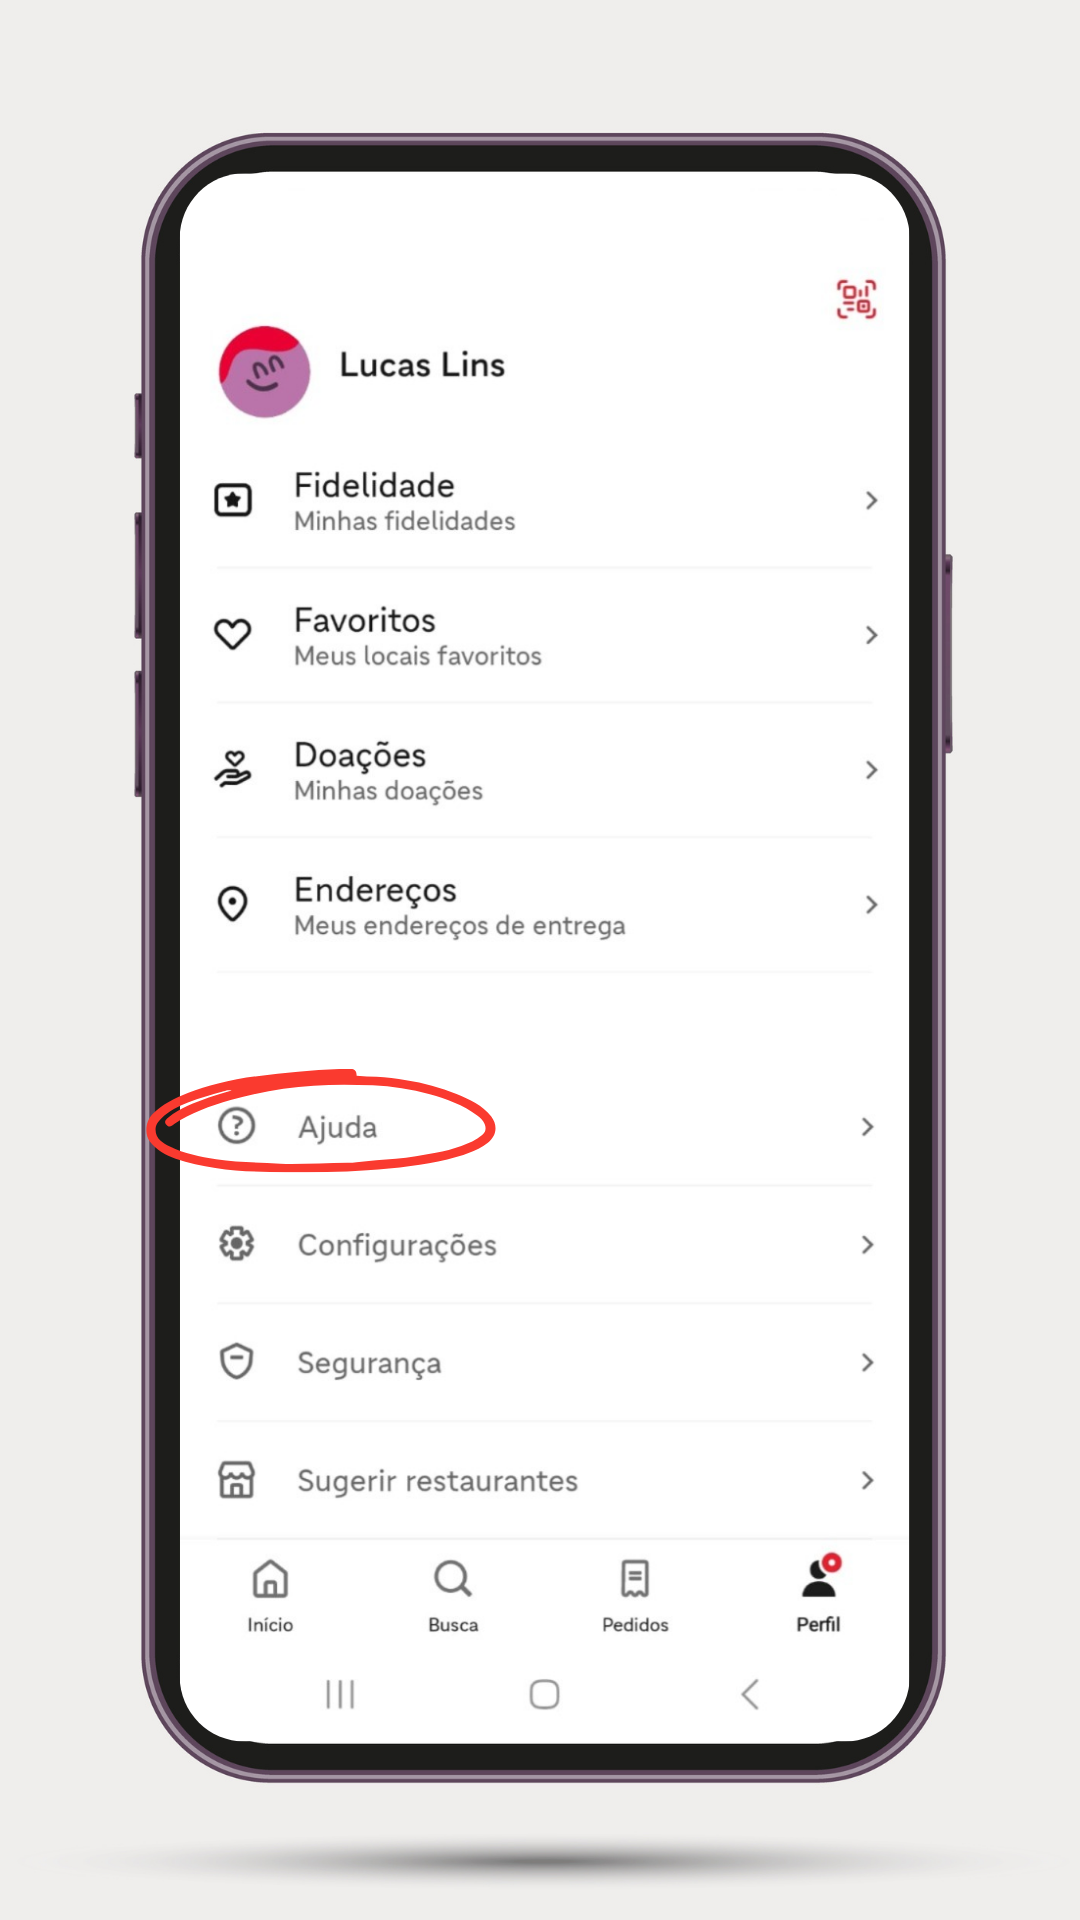 Lucas Lins
Fidelidade
Minhas fidelidades
Favoritos
Meus locais favoritos
Doações
Minhas doações
Endereços
Meus endereços de entrega
Ajuda
Configurações
Segurança
Sugerir restaurantes
Início
Busca
Pedidos
Perfil